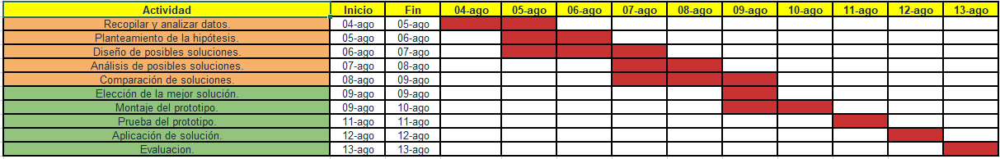 Actividad Inicio Fin 04-ago 05-ago 06-ago 07-ago 08-ago 09-ago 10-ago 11-ago 12-ago 13-ago
Recopilar y analizar datos. 04-ago 05-ago
Planteamiento de la hipótesis. 05-ago 06-ago
Diseño de posibles soluciones. 06-ago 07-ago
Análisis de posibles soluciones. 07-ago 08-ago
Comparación de soluciones. 08-ago 09-ago
Elección de la mejor solución. 09-ago 09-ago
Montaje del prototipo. 09-ago 10-ago
Prueba del prototipo. 11-ago 11-ago
Aplicación de solución. 12-ago 12-ago
Evaluacion. 13-ago 13-ago